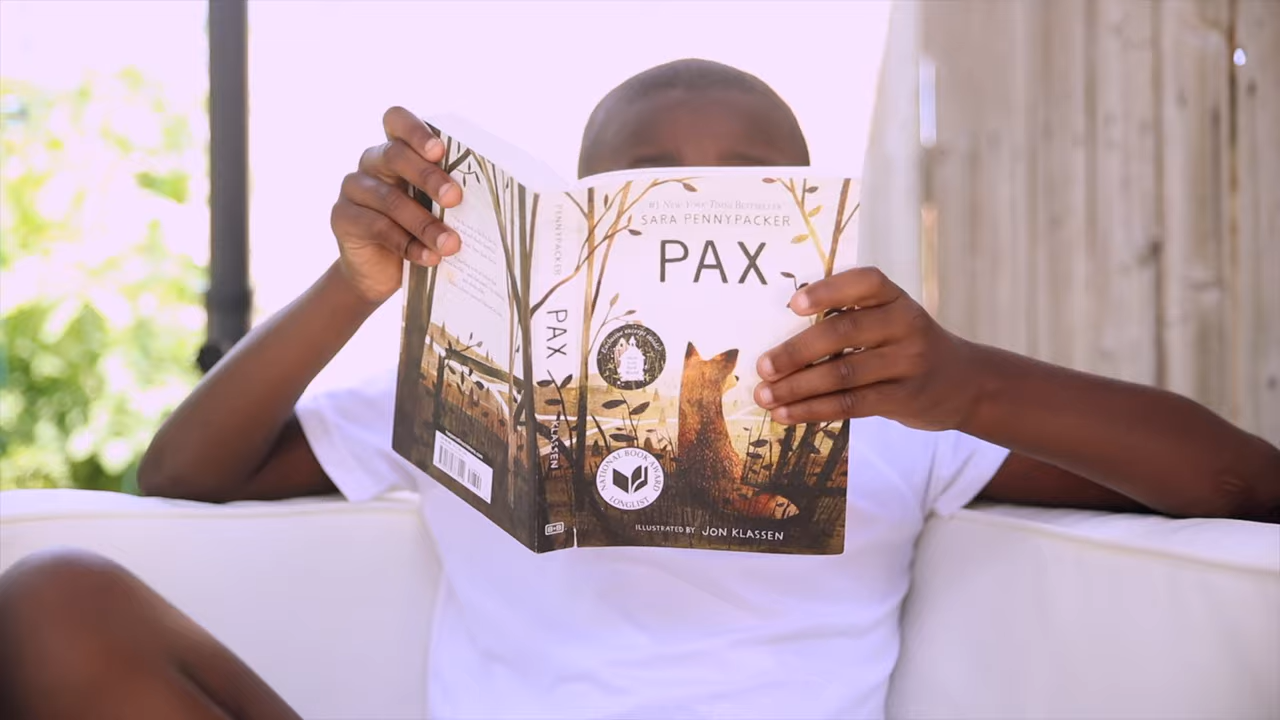 #1 NEW YORK TIMES BESTSELLER
SARA PENNYPACKER
PAX
NATIONAL BOOK AWARD
LONGLIST
ILLUSTRATED BY JON KLASSEN
PENNYPACKER
PAX
KLASSEN